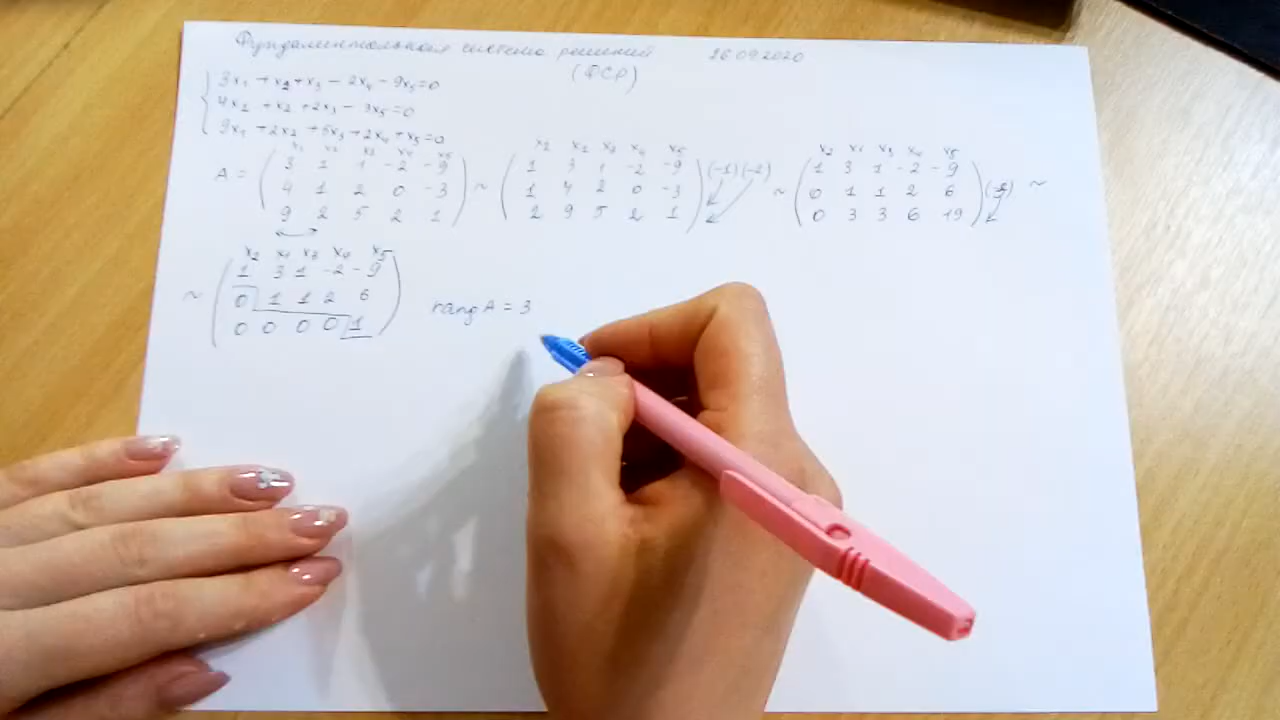 Фундаментальная система решений 26.09.2020
(ФСР)
3x₁ + x₂ + x₃ - 2x₄ - 9x₅ = 0
4x₁ + x₂ + 2x₃ - 3x₅ = 0
9x₁ + 2x₂ + 5x₃ + 2x₄ + x₅ = 0
x₁ x₂ x₃ x₄ x₅
A = ( 3 1 1 -2 -9
4 1 2 0 -3
9 2 5 2 1 )
~
x₂ x₁ x₃ x₄ x₅
( 1 3 1 -2 -9
1 4 2 0 -3
2 9 5 2 1 )
(-1) (-2)
~
x₂ x₁ x₃ x₄ x₅
( 1 3 1 -2 -9
0 1 1 2 6
0 3 3 6 19 )
(-3)
~
x₂ x₁ x₃ x₄ x₅
~ ( 1 3 1 -2 -9
0 1 1 2 6
0 0 0 0 1 )
rang A = 3